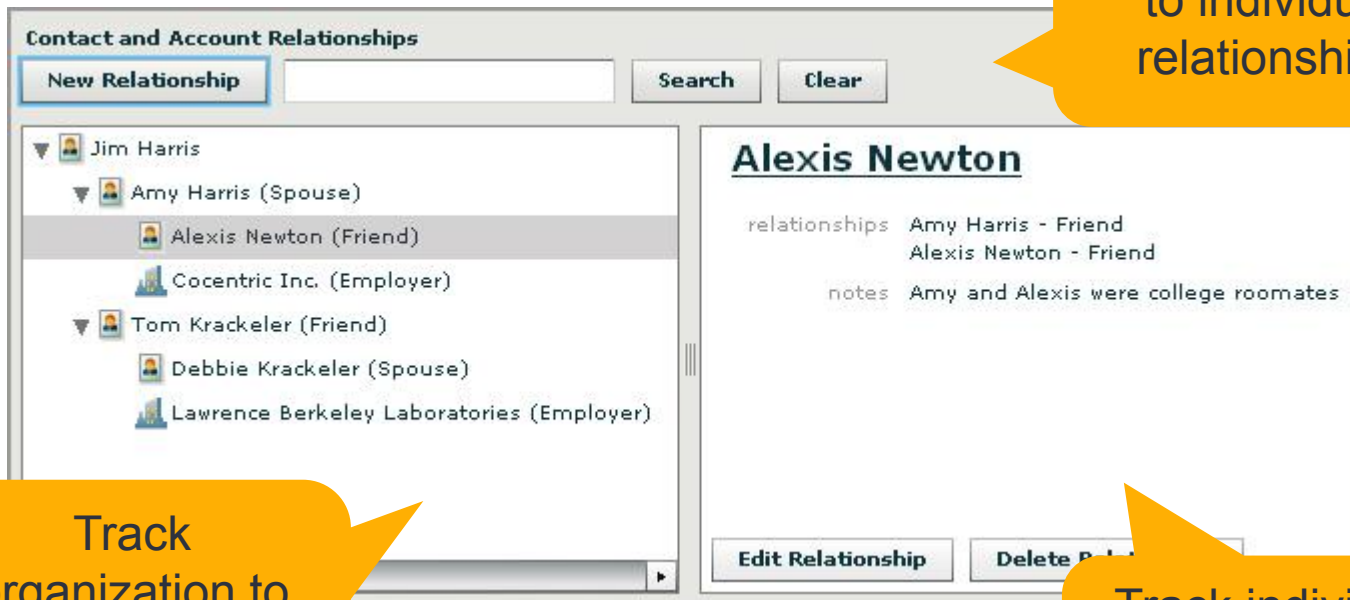 Contact and Account Relationships
New Relationship
Search
Clear
relationshi
Jim Harris
Amy Harris (Spouse)
Alexis Newton (Friend)
Cocentric Inc. (Employer)
Tom Krackeler (Friend)
Debbie Krackeler (Spouse)
Lawrence Berkeley Laboratories (Employer)
Alexis Newton
relationships Amy Harris - Friend
Alexis Newton - Friend
notes Amy and Alexis were college roomates
Edit Relationship
Delete
Track
rganization to
Track indivi